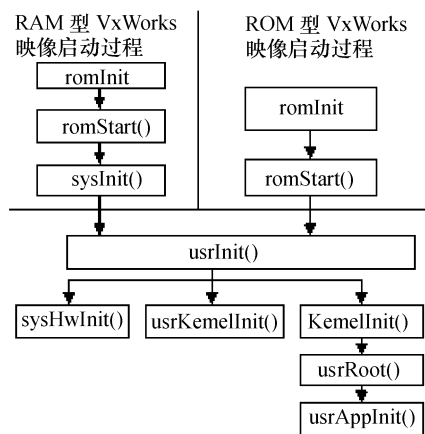 RAM 型 VxWorks
映像启动过程
romInit
romStart()
sysInit()
ROM 型 VxWorks
映像启动过程
romInit
romStart()
usrInit()
sysHwInit()
usrKemelInit()
KemelInit()
usrRoot()
usrAppInit()